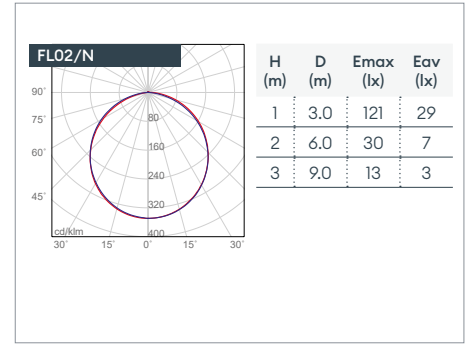 FL02/N
90°
75°
60°
45°
30°
15°
0°
15°
30°
80
160
240
320
400
cd/klm
H D Emax Eav
(m) (m) (lx) (lx)
1 3.0 121 29
2 6.0 30 7
3 9.0 13 3